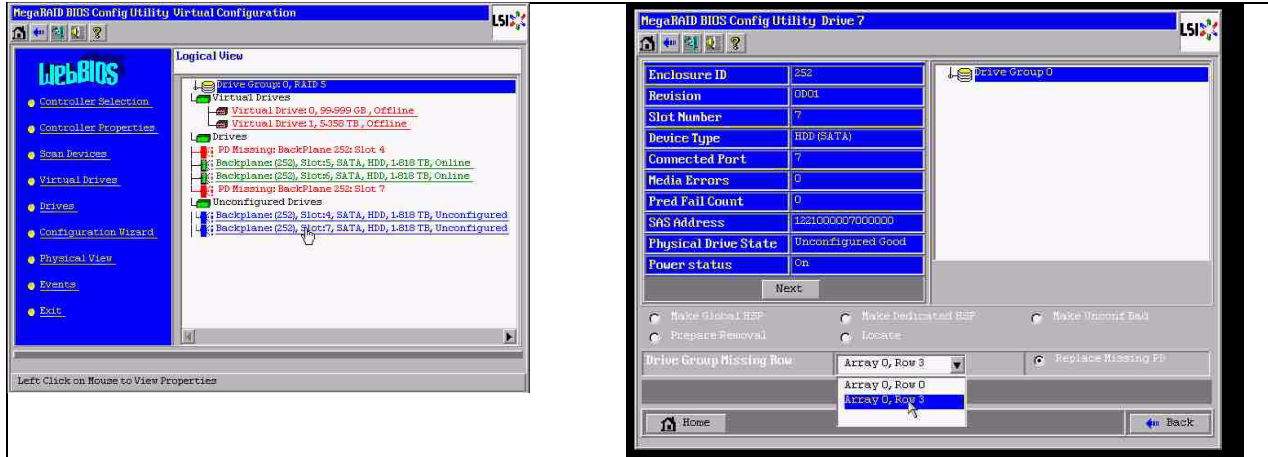 MegaRAID BIOS Config Utility Virtual Configuration
LSI
WebBIOS
Controller Selection
Controller Properties
Scan Devices
Virtual Drives
Drives
Configuration Wizard
Physical View
Events
Exit
Logical View
Drive Group: 0, RAID 5
Virtual Drives
Virtual Drive: 0, 99.999 GB, Offline
Virtual Drive: 1, 5.358 TB, Offline
Drives
PD Missing: BackPlane 252: Slot 4
Backplane: (252), Slot:5, SATA, HDD, 1.818 TB, Online
Backplane: (252), Slot:6, SATA, HDD, 1.818 TB, Online
PD Missing: BackPlane 252: Slot 7
Unconfigured Drives
Backplane: (252), Slot:4, SATA, HDD, 1.818 TB, Unconfigured
Backplane: (252), Slot:7, SATA, HDD, 1.818 TB, Unconfigured
Left Click on Mouse to View Properties
MegaRAID BIOS Config Utility Drive 7
LSI
Enclosure ID 252
Revision 0D01
Slot Number 7
Device Type HDD (SATA)
Connected Port 7
Media Errors 0
Pred Fail Count 0
SAS Address 1221000007000000
Physical Drive State Unconfigured Good
Power status On
Next
Drive Group 0
Make Global HSP Make Dedicated HSP Make Unconf Bad
Prepare Removal Locate
Drive Group Missing Row Array 0, Row 3 Replace Missing PD
Array 0, Row 0
Array 0, Row 3
Home Back